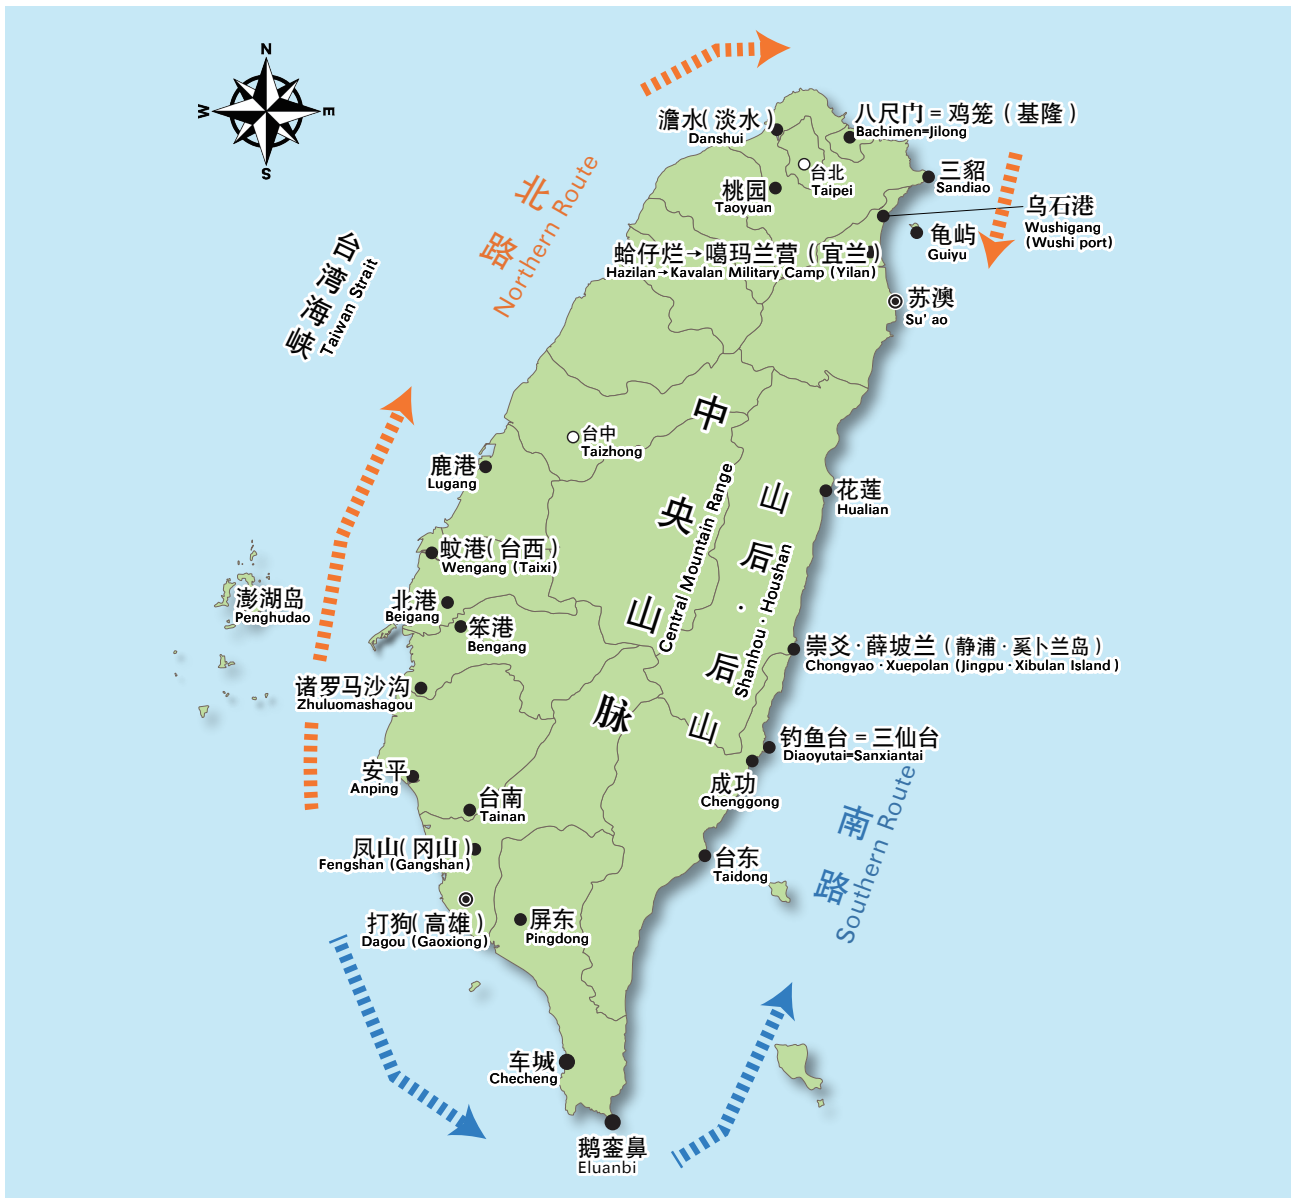 N
W
E
S
澹水(淡水)
Danshui
八尺门=鸡笼(基隆)
Bachimen=Jilong
台北
Taipei
三貂
Sandiao
桃园
Taoyuan
乌石港
Wushigang
(Wushi port)
龟屿
Guiyu
北路
Northern Route
台湾海峡
Taiwan Strait
蛤仔烂→噶玛兰营(宜兰)
Hazilan→Kavalan Military Camp (Yilan)
苏澳
Su' ao
中央山脉
Central Mountain Range
台中
Taizhong
鹿港
Lugang
山后·后山
Shanhou · Houshan
花莲
Hualian
蚊港(台西)
Wengang (Taixi)
澎湖岛
Penghudao
北港
Beigang
笨港
Bengang
崇爻·薛坡兰(静浦·奚卜兰岛)
Chongyao · Xuepolan (Jingpu · Xibulan Island)
诸罗马沙沟
Zhuluomashagou
钓鱼台=三仙台
Diaoyutai=Sanxiantai
安平
Anping
成功
Chenggong
台南
Tainan
南路
Southern Route
凤山(冈山)
Fengshan (Gangshan)
台东
Taidong
打狗(高雄)
Dagou (Gaoxiong)
屏东
Pingdong
车城
Checheng
鹅銮鼻
Eluanbi